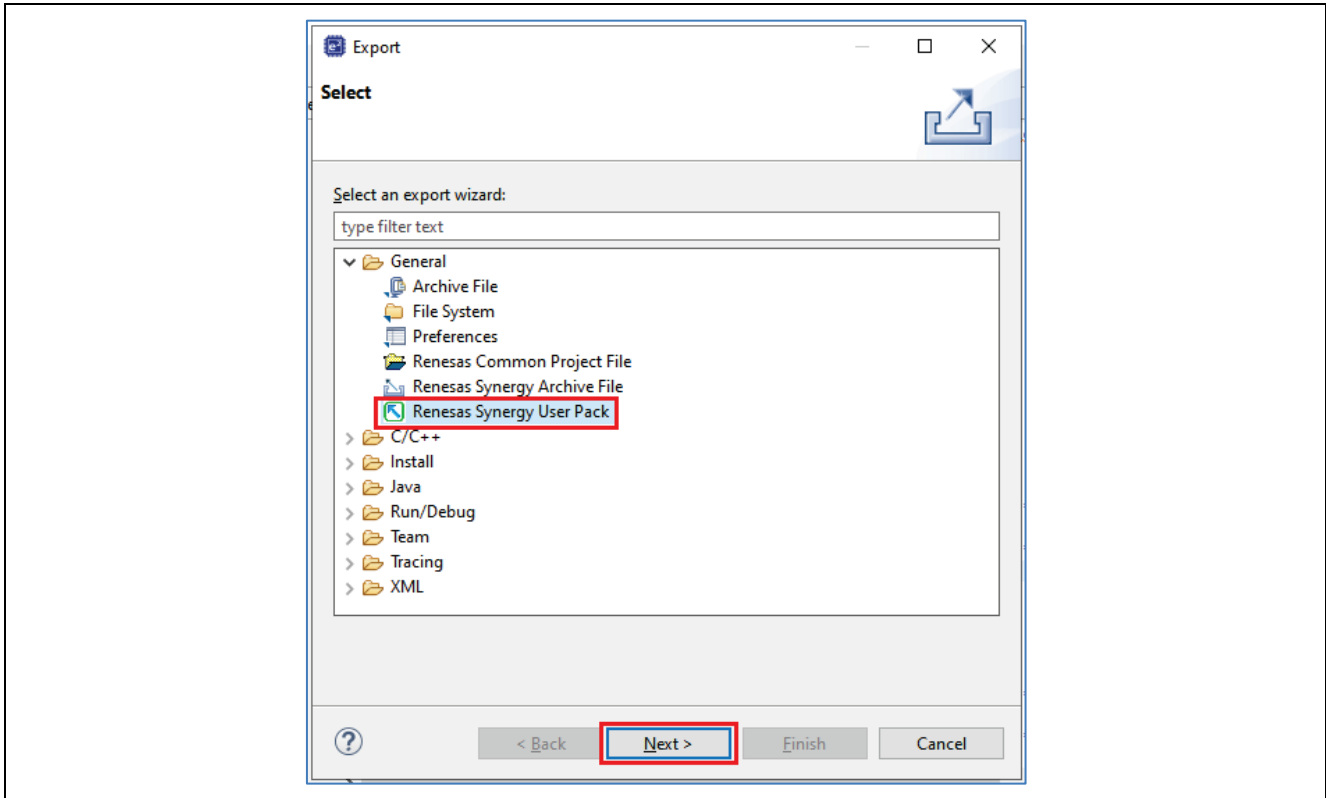 Export
Select
Select an export wizard:
type filter text
General
Archive File
File System
Preferences
Renesas Common Project File
Renesas Synergy Archive File
Renesas Synergy User Pack
C/C++
Install
Java
Run/Debug
Team
Tracing
XML
? < Back Next > Finish Cancel